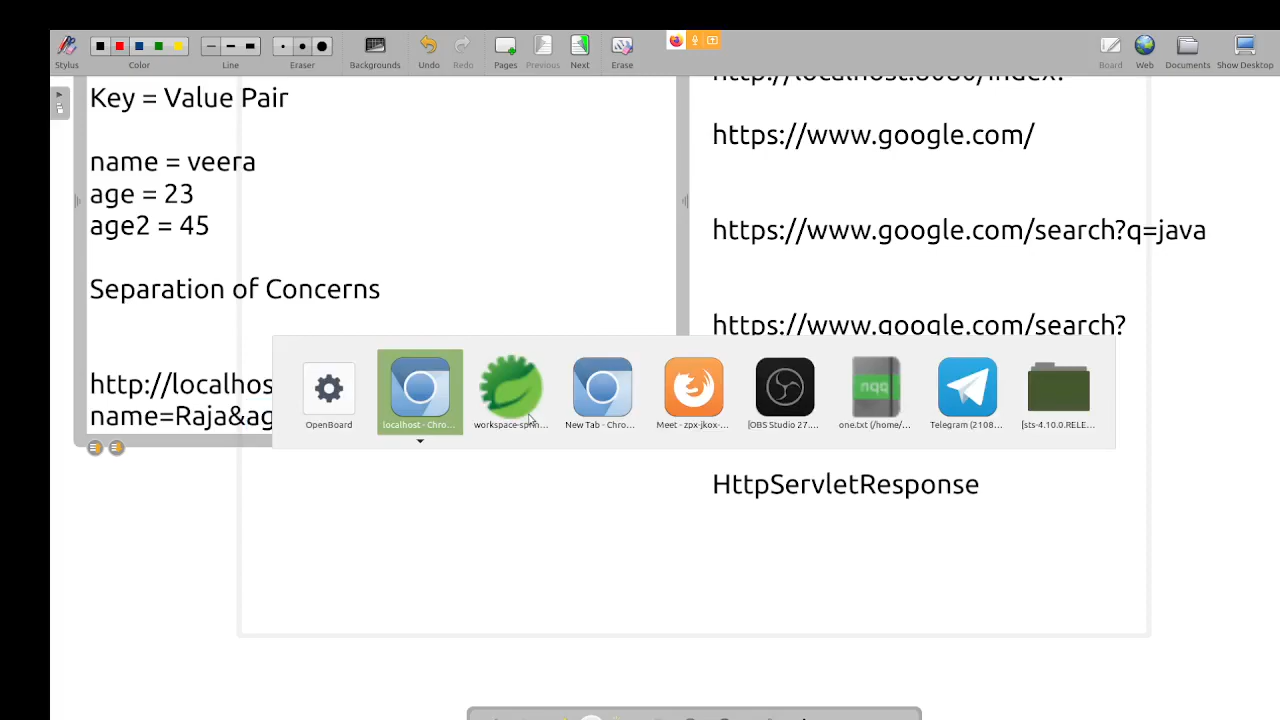 Stylus
Color
Line
Eraser
Backgrounds
Undo
Redo
Pages
Previous
Next
Erase
Board
Web
Documents
Show Desktop
Key = Value Pair
name = veera
age = 23
age2 = 45
Separation of Concerns
http://localhos
name=Raja&ag
https://www.google.com/
https://www.google.com/search?q=java
https://www.google.com/search?
HttpServletResponse
OpenBoard
localhost - Chro...
workspace-sprin...
New Tab - Chro...
Meet - zpx-jkox-...
[OBS Studio 27....
nqq
one.txt (/home/...
Telegram (2108...
[sts-4.10.0.RELE...